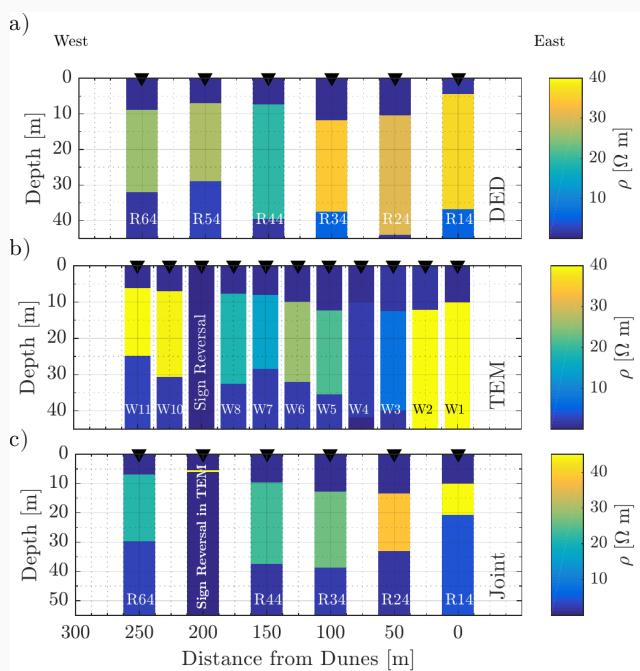 a)
West
East
Depth [m]
0
10
20
30
40
R64
R54
R44
R34
R24
R14
DED
40
30
20
10
ρ [Ω m]
b)
Depth [m]
0
10
20
30
40
W11
W10
Sign Reversal
W8
W7
W6
W5
W4
W3
W2
W1
TEM
40
30
20
10
ρ [Ω m]
c)
Depth [m]
0
10
20
30
40
50
R64
Sign Reversal in TEM
R44
R34
R24
R14
Joint
40
30
20
10
ρ [Ω m]
300
250
200
150
100
50
0
Distance from Dunes [m]